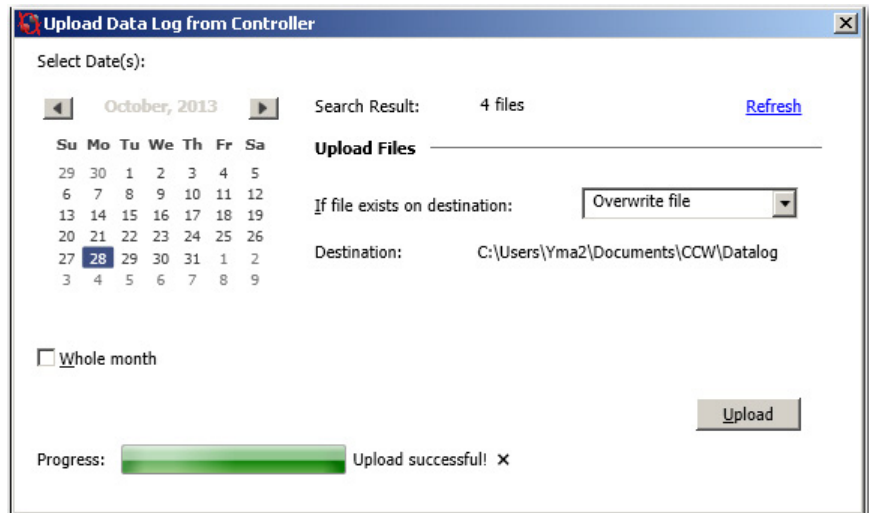 Upload Data Log from Controller
Select Date(s):
October, 2013
Su Mo Tu We Th Fr Sa
29 30 1 2 3 4 5
6 7 8 9 10 11 12
13 14 15 16 17 18 19
20 21 22 23 24 25 26
27 28 29 30 31 1 2
3 4 5 6 7 8 9
Whole month
Search Result: 4 files Refresh
Upload Files
If file exists on destination: Overwrite file
Destination: C:\Users\Yma2\Documents\CCW\Datalog
Upload
Progress: Upload successful!